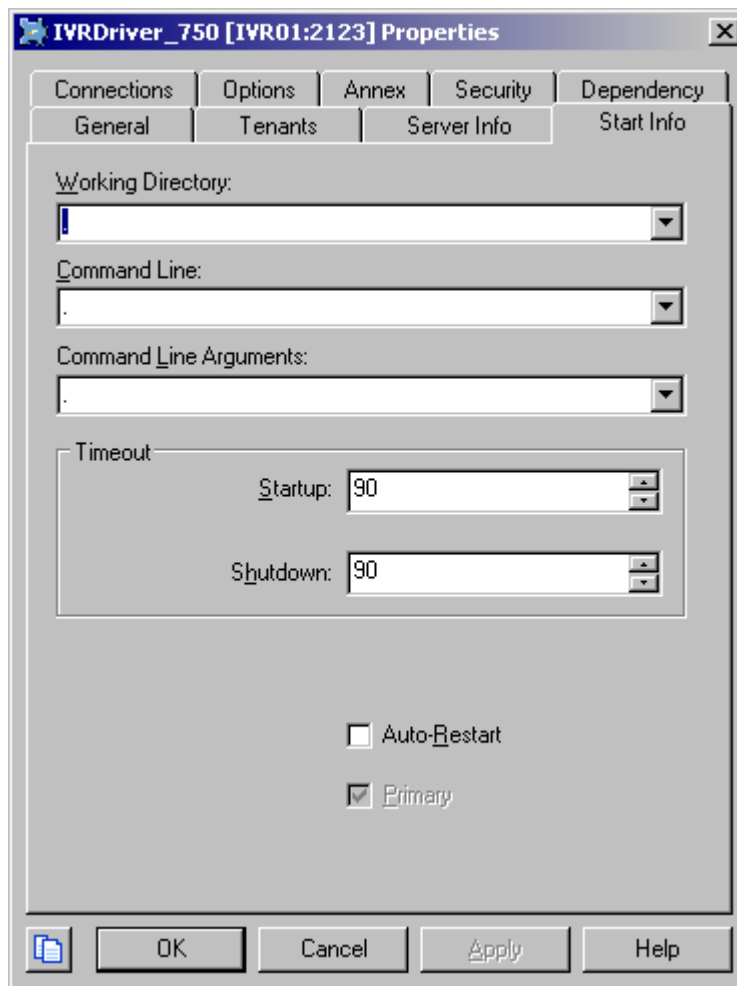 IVRDriver_750 [IVR01:2123] Properties
Connections Options Annex Security Dependency
General Tenants Server Info Start Info
Working Directory:
.
Command Line:
.
Command Line Arguments:
.
Timeout
Startup: 90
Shutdown: 90
Auto-Restart
Primary
OK Cancel Apply Help